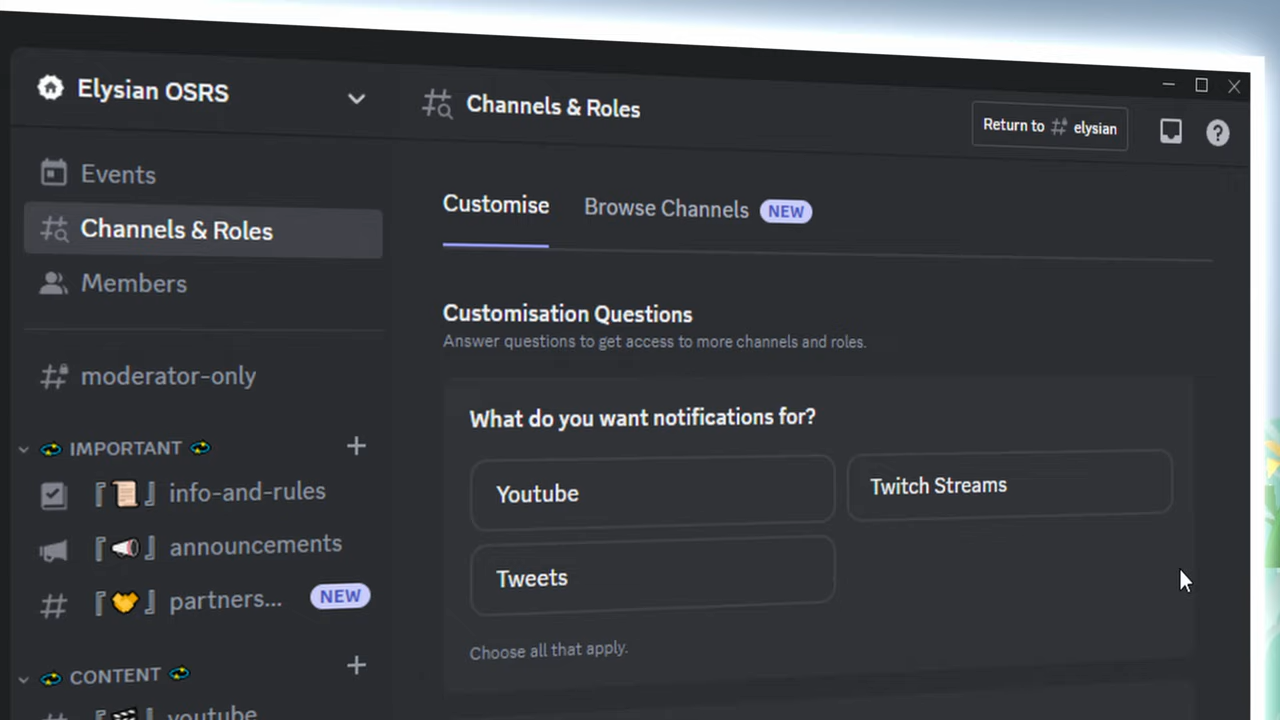 Elysian OSRS
Events
Channels & Roles
Members
moderator-only
IMPORTANT
『📜』 info-and-rules
『📢』 announcements
『🤝』 partners... NEW
CONTENT
『🎬』 youtube
Channels & Roles
Return to elysian
Customise
Browse Channels NEW
Customisation Questions
Answer questions to get access to more channels and roles.
What do you want notifications for?
Youtube
Twitch Streams
Tweets
Choose all that apply.